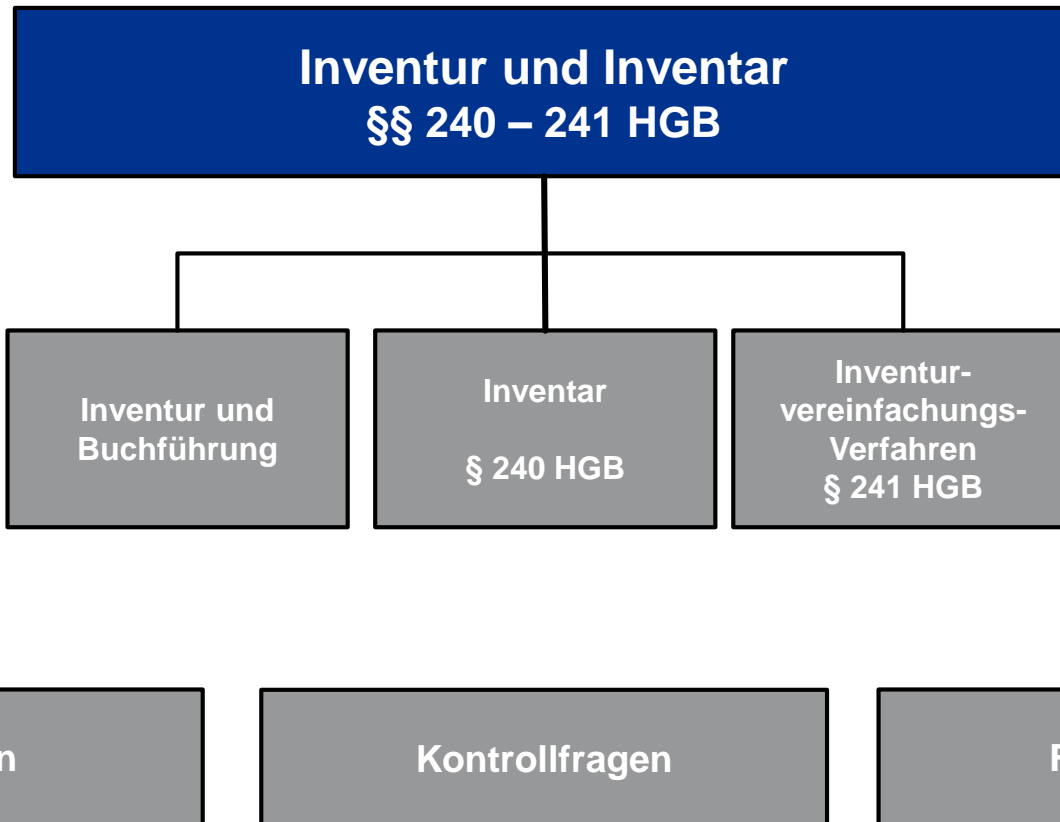 Inventur und Inventar
§§ 240 – 241 HGB
Inventur und
Buchführung
Inventar
§ 240 HGB
Inventur-
vereinfachungs-
Verfahren
§ 241 HGB
n
Kontrollfragen
F